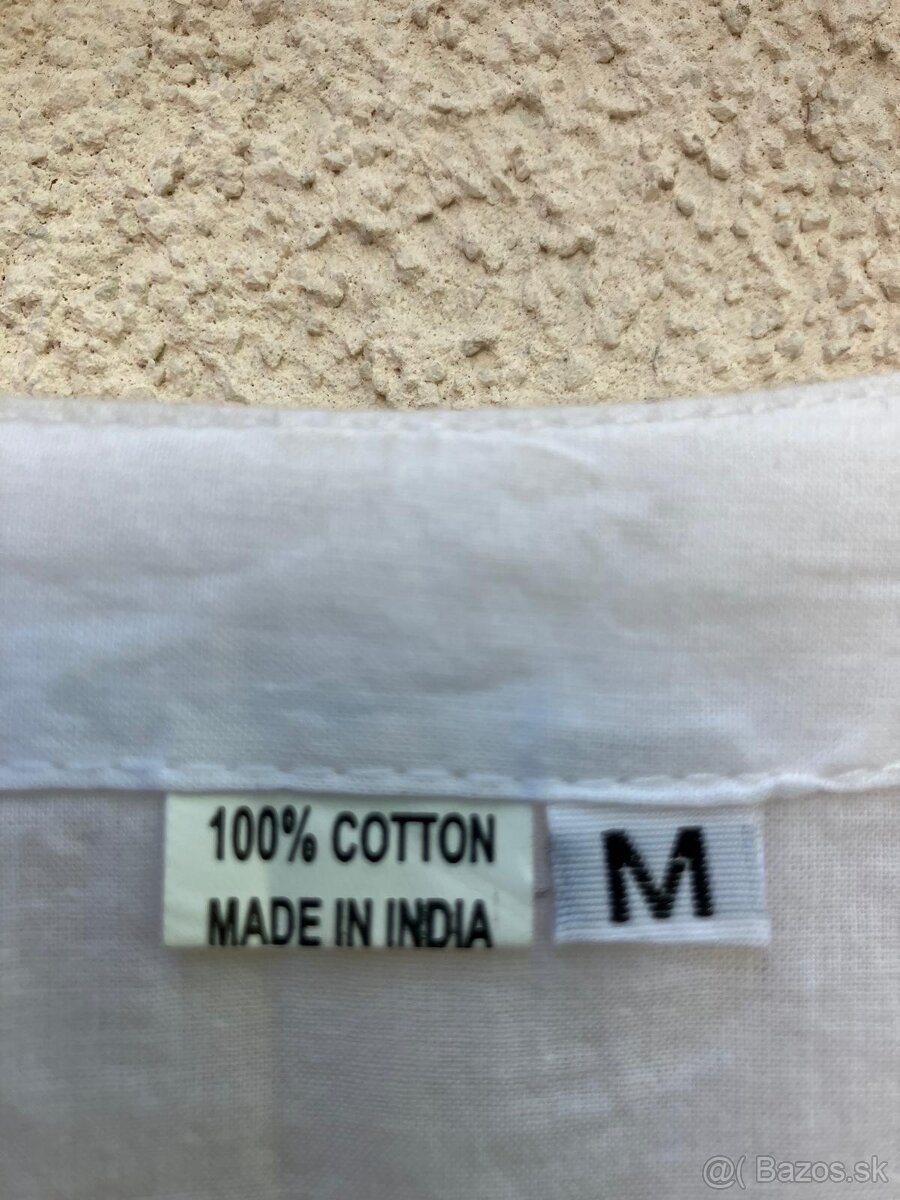 100% COTTON
MADE IN INDIA
M
@( Bazos.sk